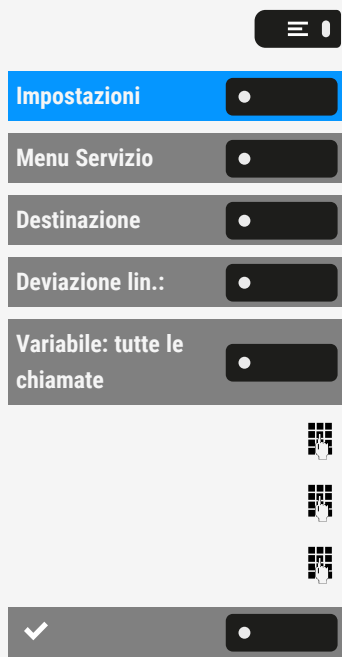 Impostazioni
Menu Servizio
Destinazione
Deviazione lin.:
Variabile: tutte le
chiamate